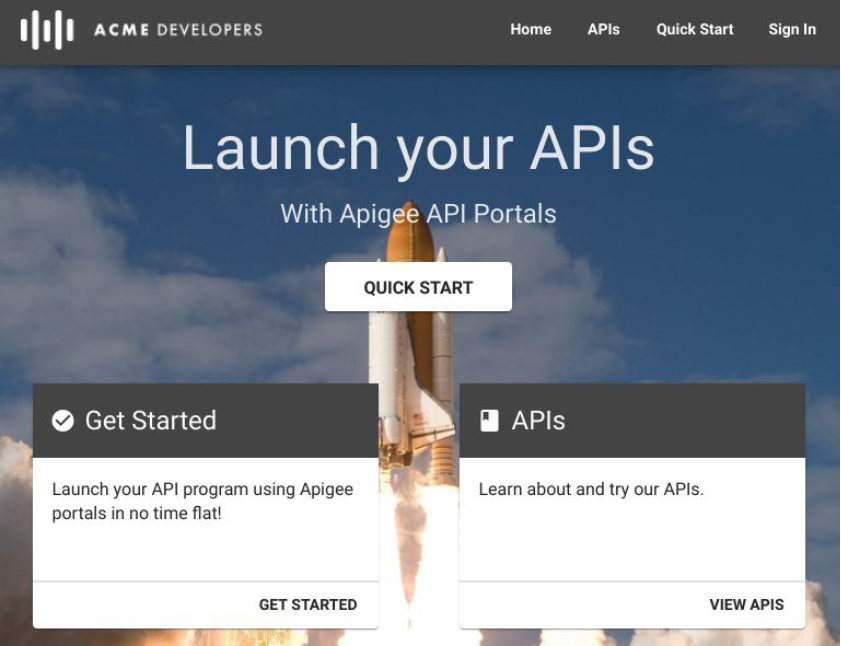 ACME DEVELOPERS
Home APIs Quick Start Sign In
Launch your APIs
With Apigee API Portals
QUICK START
Get Started
Launch your API program using Apigee
portals in no time flat!
GET STARTED
APIs
Learn about and try our APIs.
VIEW APIS